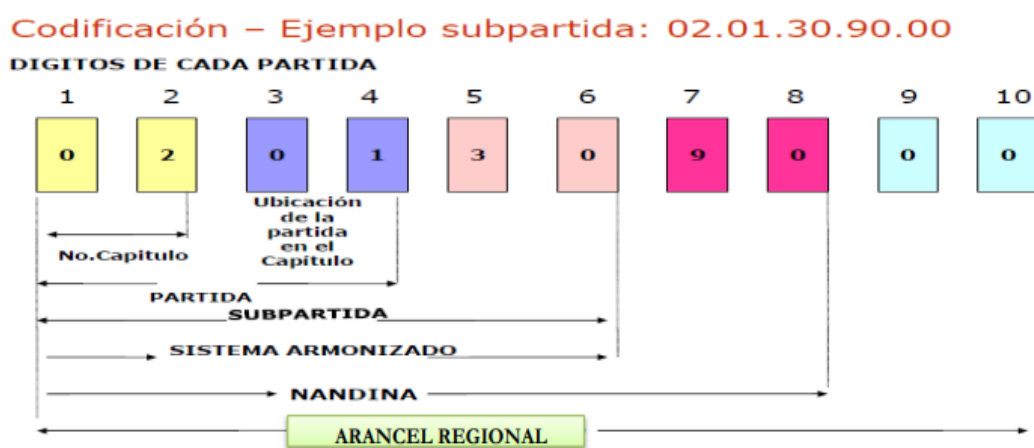 Codificación – Ejemplo subpartida: 02.01.30.90.00
DIGITOS DE CADA PARTIDA
1 2 3 4 5 6 7 8 9 10
0 2 0 1 3 0 9 0 0 0
Ubicación
de la
partida
en el
Capítulo
No.Capitulo
PARTIDA
SUBPARTIDA
SISTEMA ARMONIZADO
NANDINA
ARANCEL REGIONAL